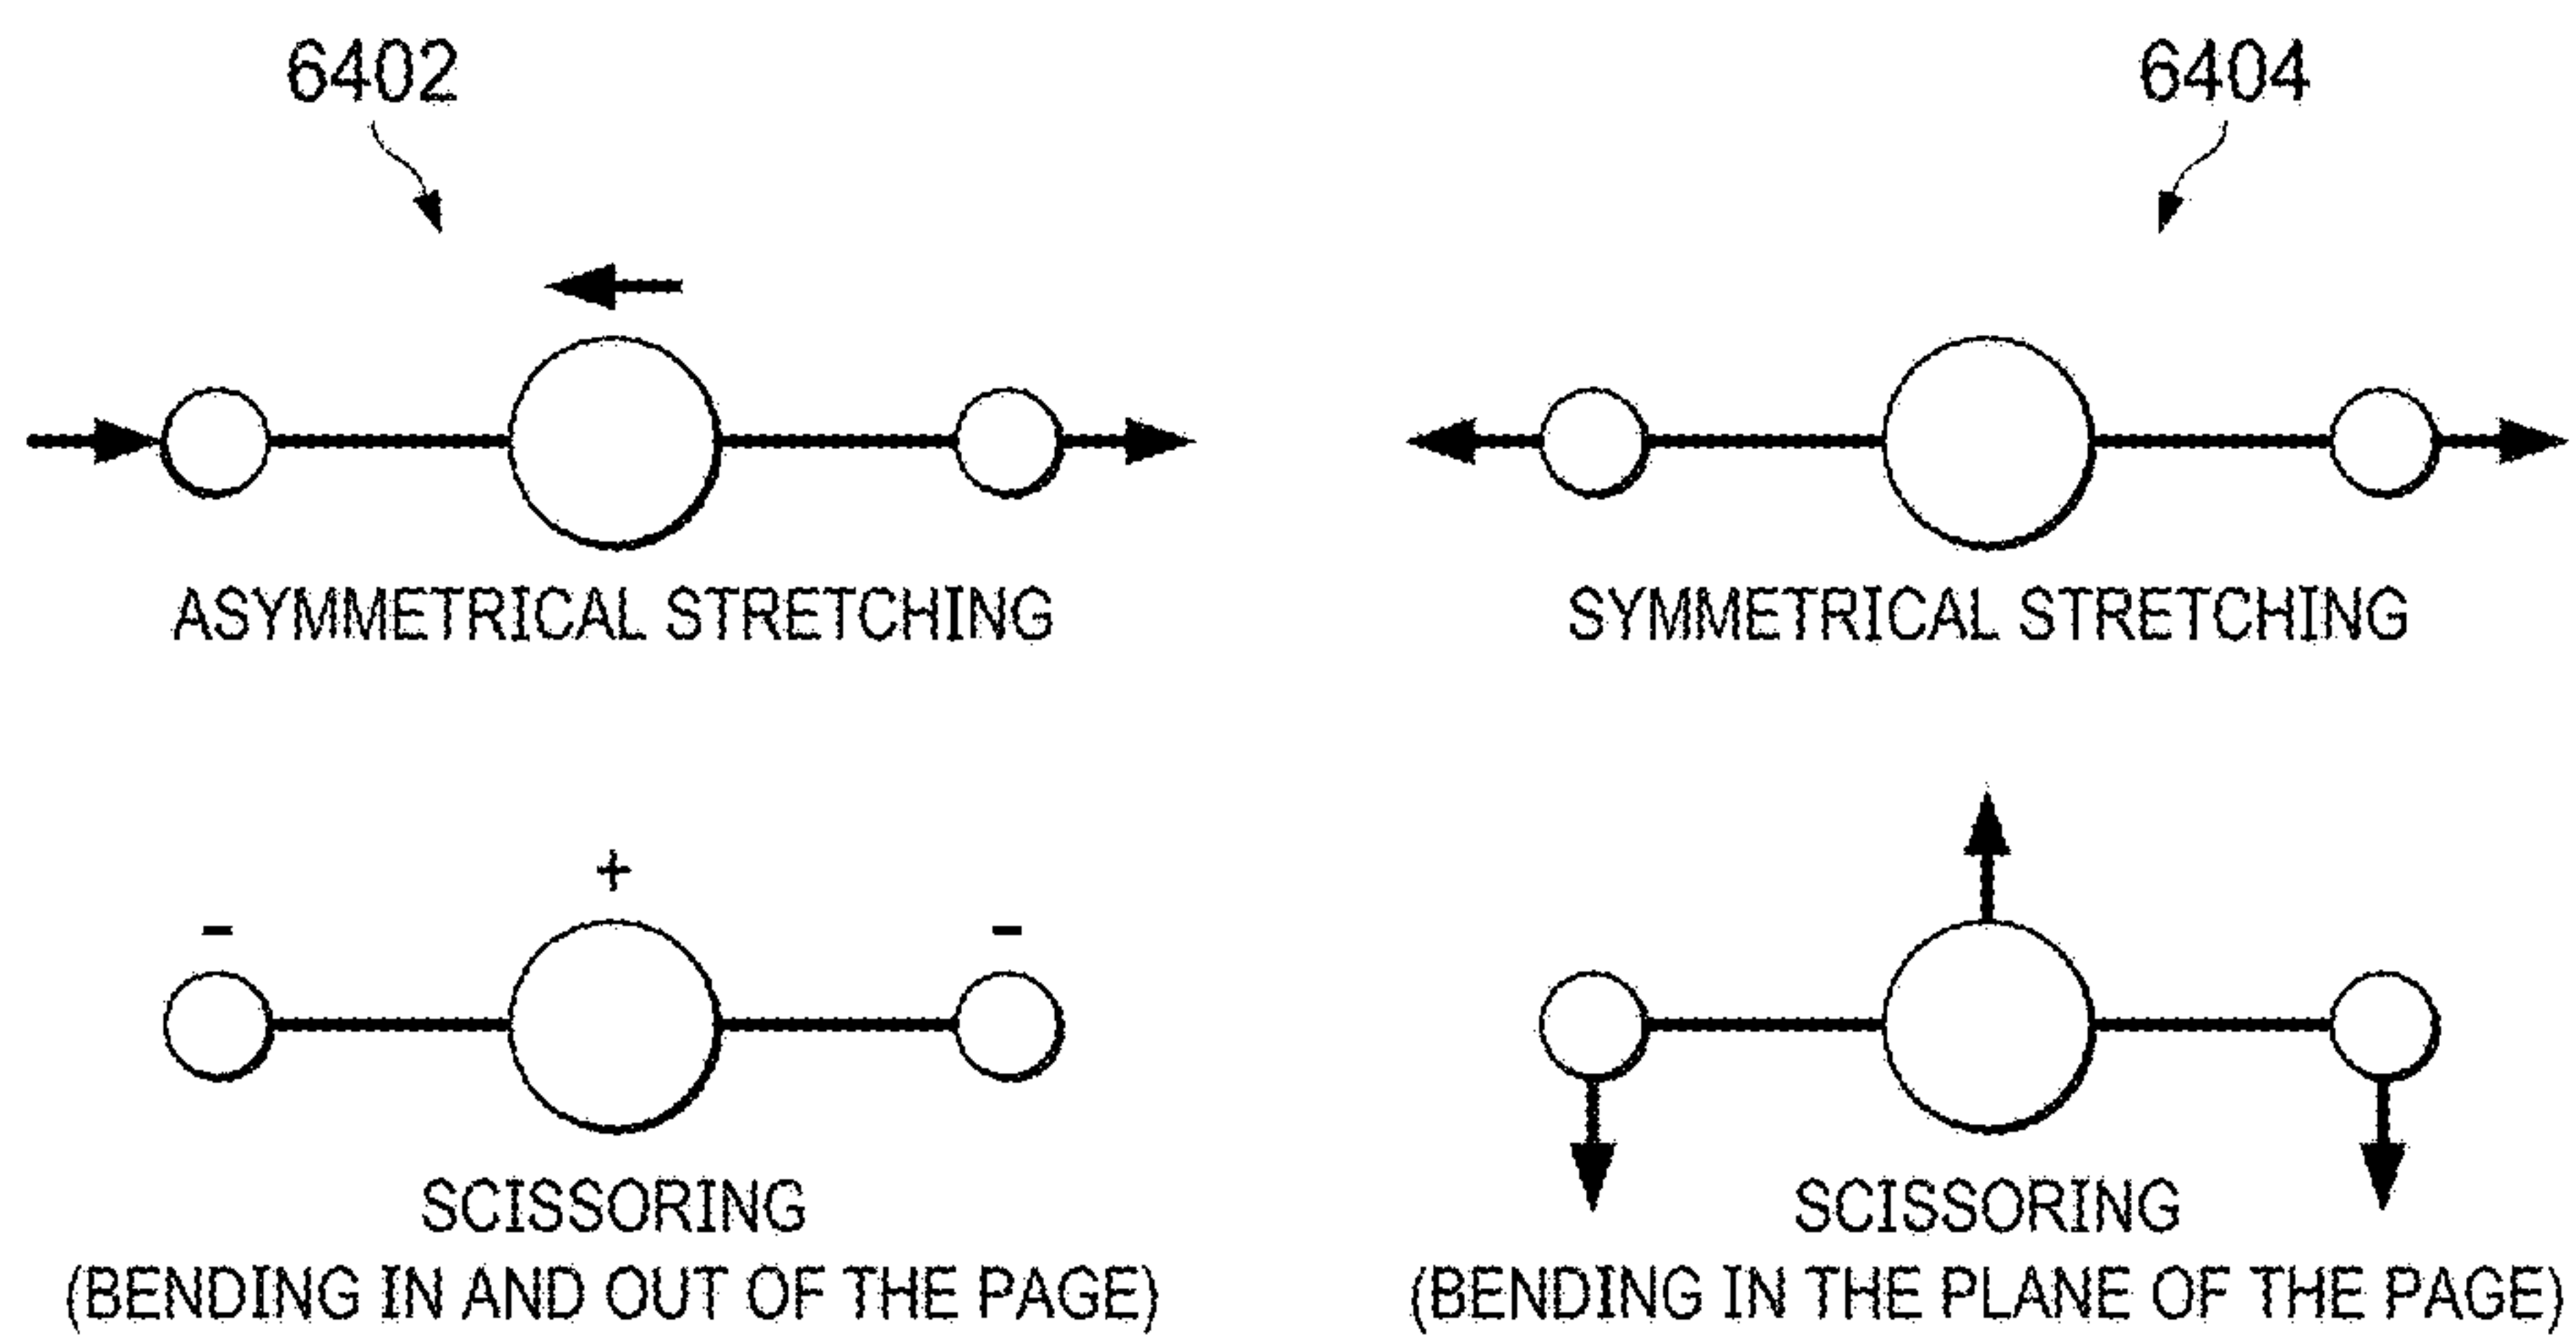 6402
6404
ASYMMETRICAL STRETCHING
SYMMETRICAL STRETCHING
+
- -
SCISSORING
(BENDING IN AND OUT OF THE PAGE)
SCISSORING
(BENDING IN THE PLANE OF THE PAGE)